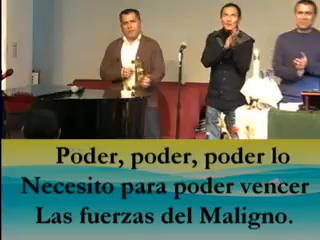 Poder, poder, poder lo
Necesito para poder vencer
Las fuerzas del Maligno.